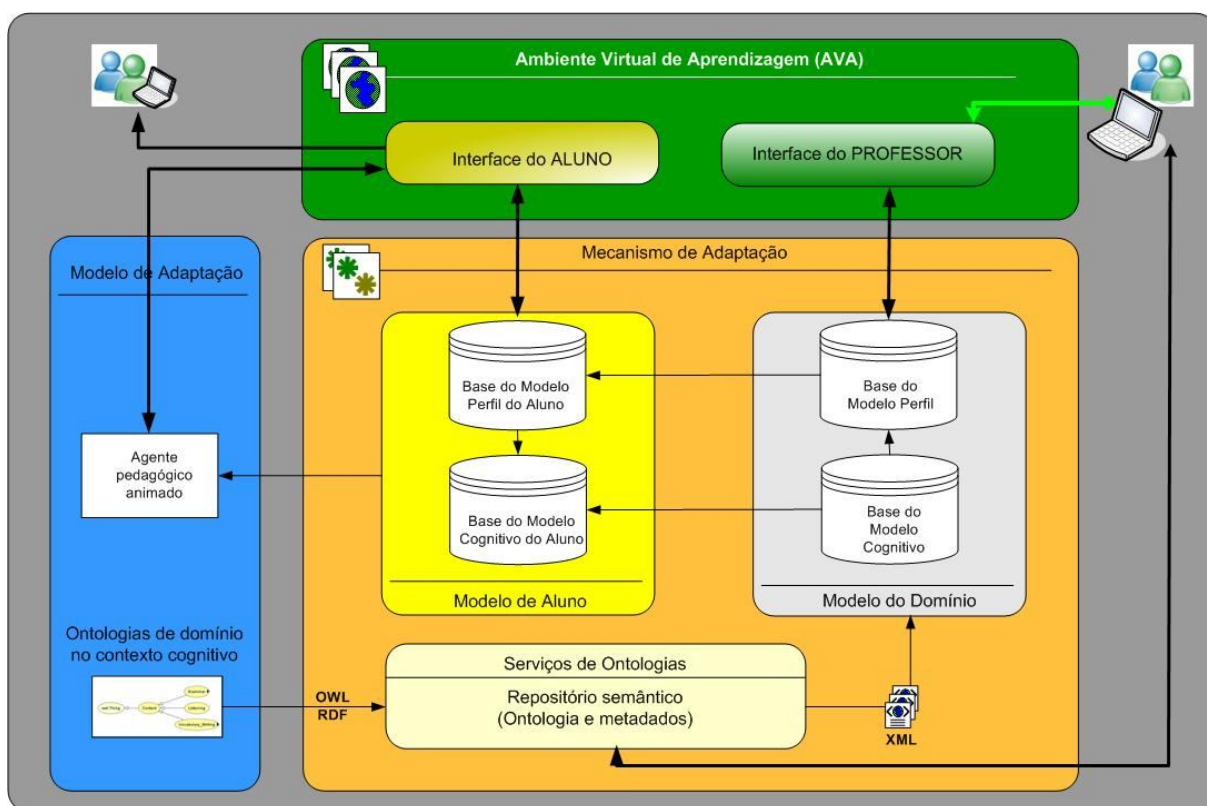 Ambiente Virtual de Aprendizagem (AVA)
Interface do ALUNO
Interface do PROFESSOR
Modelo de Adaptação
Mecanismo de Adaptação
Base do Modelo
Perfil do Aluno
Base do
Modelo Perfil
Agente
pedagógico
animado
Base do Modelo
Cognitivo do Aluno
Base do
Modelo
Cognitivo
Modelo de Aluno
Modelo do Domínio
Ontologias de domínio
no contexto cognitivo
Serviços de Ontologias
Repositório semântico
(Ontologia e metadados)
OWL
RDF
XML